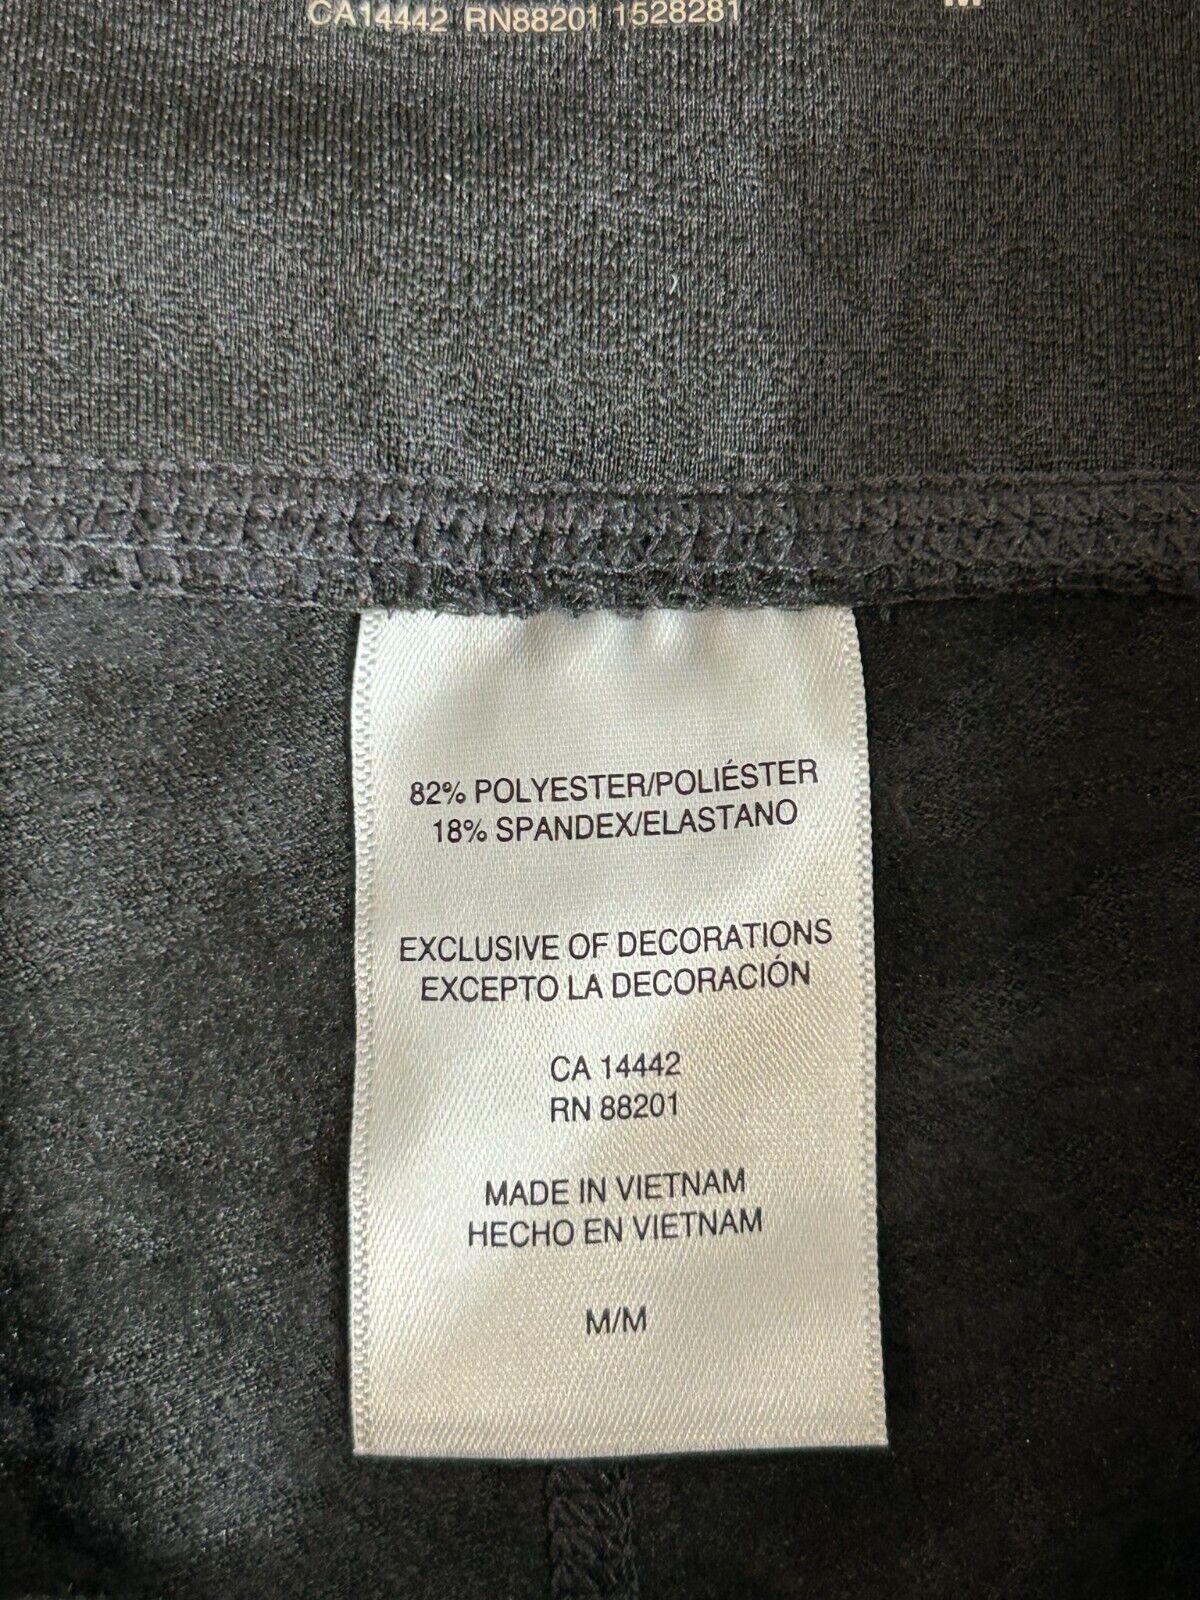 CA14442 RN88201 1528281
M
82% POLYESTER/POLIÉSTER
18% SPANDEX/ELASTANO
EXCLUSIVE OF DECORATIONS
EXCEPTO LA DECORACIÓN
CA 14442
RN 88201
MADE IN VIETNAM
HECHO EN VIETNAM
M/M